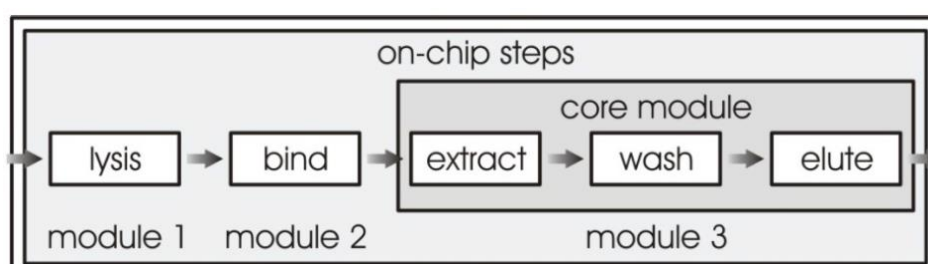 on-chip steps
core module
lysis bind extract wash elute
module 1 module 2 module 3